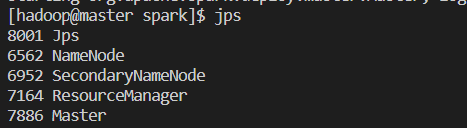 [hadoop@master spark]$ jps
8001 Jps
6562 NameNode
6952 SecondaryNameNode
7164 ResourceManager
7886 Master